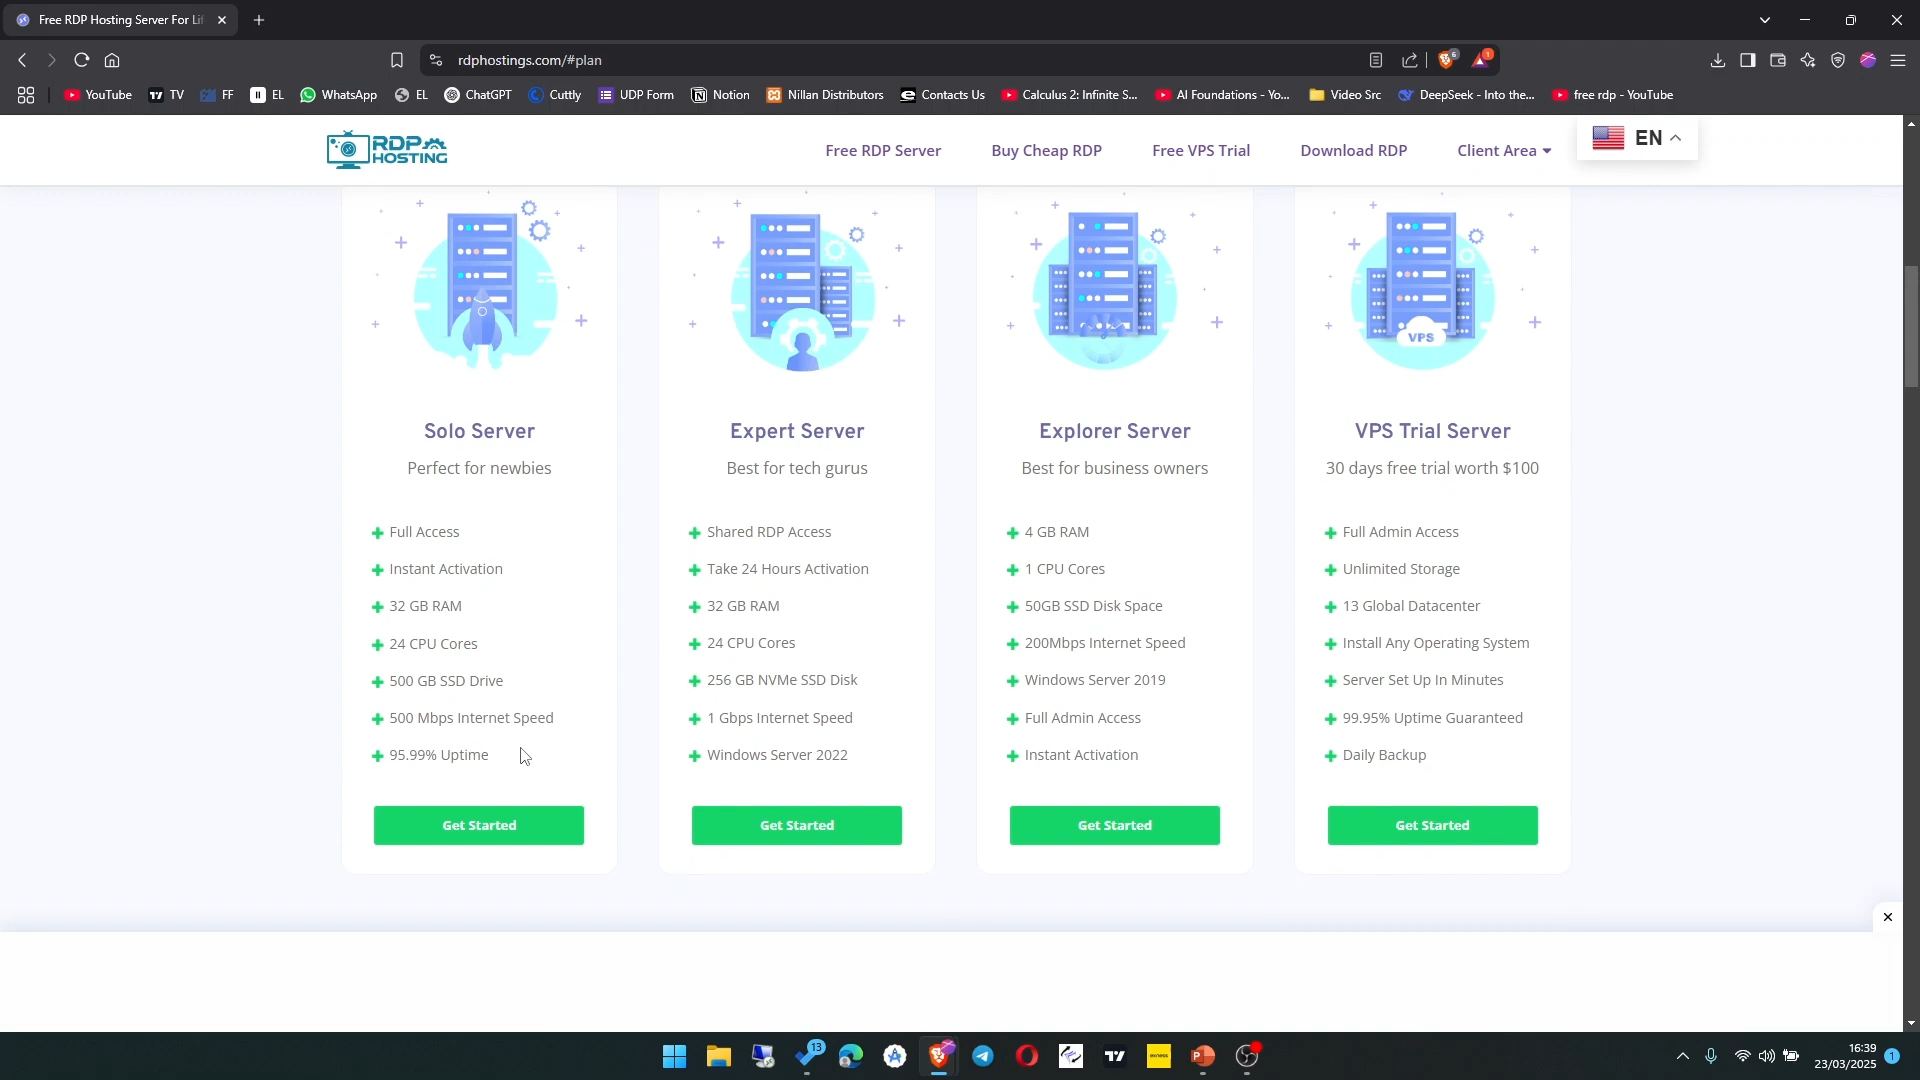 Free RDP Hosting Server For Lif
rdphostings.com/#plan
6
1
YouTube
TV
FF
EL
WhatsApp
EL
ChatGPT
Cuttly
UDP Form
Notion
Nillan Distributors
Contacts Us
Calculus 2: Infinite S...
AI Foundations - Yo...
Video Src
DeepSeek - Into the...
free rdp - YouTube
RDP
HOSTING
Free RDP Server
Buy Cheap RDP
Free VPS Trial
Download RDP
Client Area
EN
VPS
Solo Server
Perfect for newbies
Full Access
Instant Activation
32 GB RAM
24 CPU Cores
500 GB SSD Drive
500 Mbps Internet Speed
95.99% Uptime
Get Started
Expert Server
Best for tech gurus
Shared RDP Access
Take 24 Hours Activation
32 GB RAM
24 CPU Cores
256 GB NVMe SSD Disk
1 Gbps Internet Speed
Windows Server 2022
Get Started
Explorer Server
Best for business owners
4 GB RAM
1 CPU Cores
50GB SSD Disk Space
200Mbps Internet Speed
Windows Server 2019
Full Admin Access
Instant Activation
Get Started
VPS Trial Server
30 days free trial worth $100
Full Admin Access
Unlimited Storage
13 Global Datacenter
Install Any Operating System
Server Set Up In Minutes
99.95% Uptime Guaranteed
Daily Backup
Get Started
13
exness
16:39
23/03/2025
1